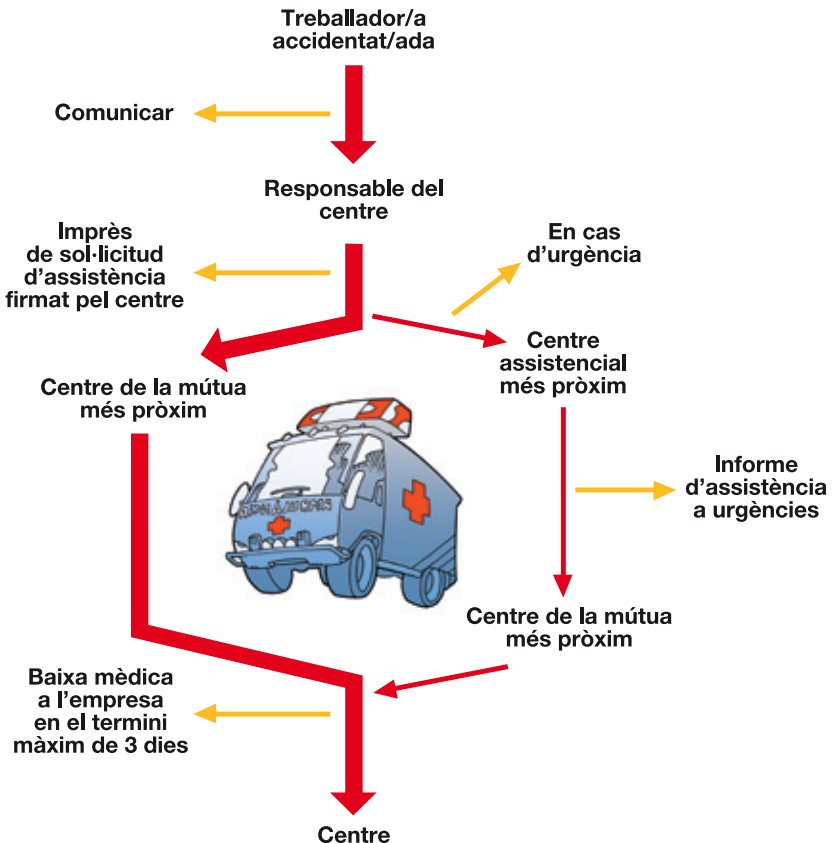 Treballador/a
accidentat/ada
Comunicar
Responsable del
centre
Imprès
de sol·licitud
d'assistència
firmat pel centre
En cas
d'urgència
Centre
assistencial
més pròxim
Centre de la mútua
més pròxim
Informe
d'assistència
a urgències
Centre de la mútua
més pròxim
Baixa mèdica
a l'empresa
en el termini
màxim de 3 dies
Centre